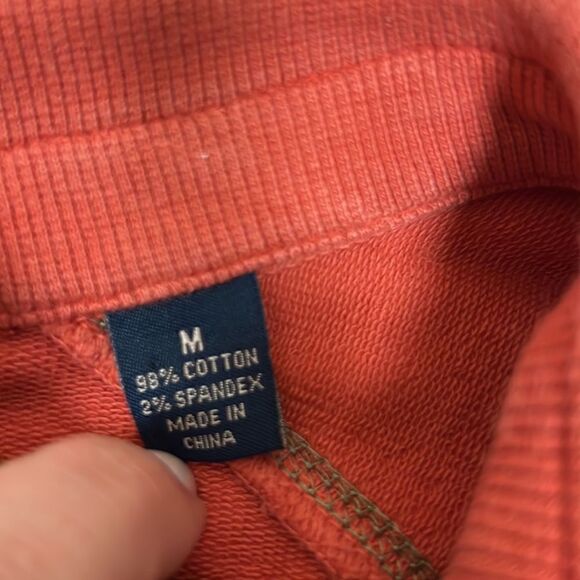 M
98% COTTON
2% SPANDEX
MADE IN
CHINA